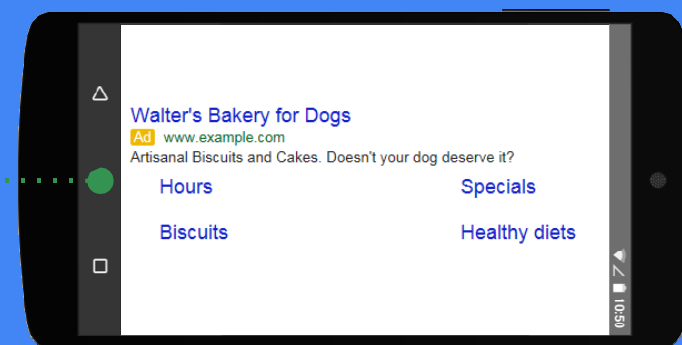 Walter's Bakery for Dogs
Ad www.example.com
Artisanal Biscuits and Cakes. Doesn't your dog deserve it?
Hours Specials
Biscuits Healthy diets
10:50